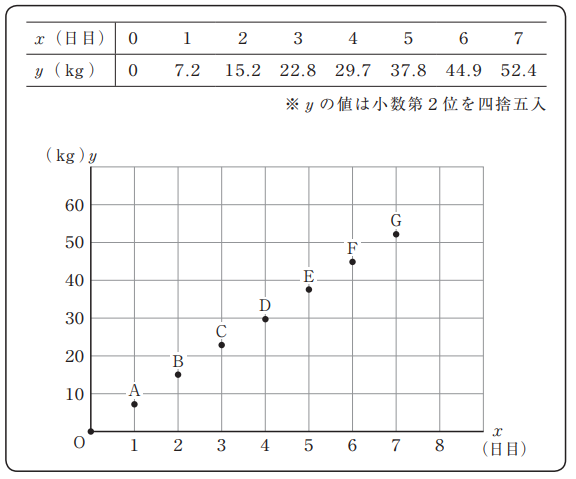 x（日目） 0 1 2 3 4 5 6 7
y（kg） 0 7.2 15.2 22.8 29.7 37.8 44.9 52.4
※ y の値は小数第２位を四捨五入
（kg）y
60
50
40
30
20
10
O
A
B
C
D
E
F
G
1 2 3 4 5 6 7 8
x
（日目）